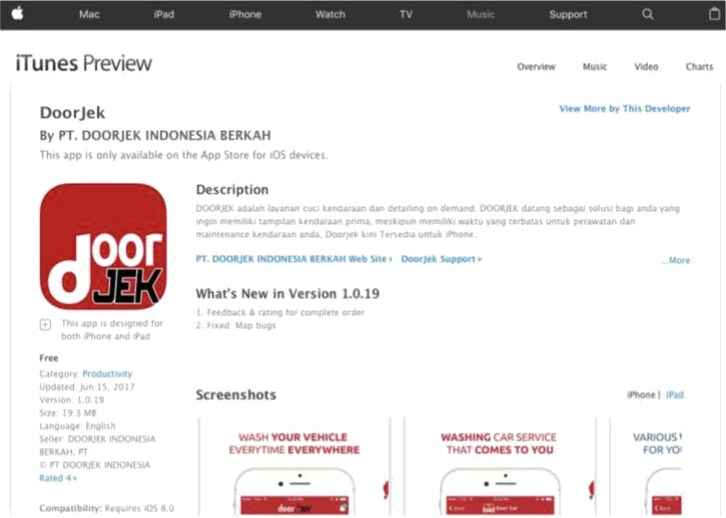 Mac iPad iPhone Watch TV Music Support
iTunes Preview
Overview Music Video Charts
DoorJek
View More by This Developer
By PT. DOORJEK INDONESIA BERKAH
This app is only available on the App Store for iOS devices.
door
JEK
Description
DOORJEK adalah layanan cuci kendaraan dan detailing on demand. DOORJEK datang sebagai solusi bagi anda yang
ingin memiliki tampilan kendaraan prima, meskipun memiliki waktu yang terbatas untuk perawatan dan
maintenance kendaraan anda, Doorjek kini Tersedia untuk iPhone.
PT. DOORJEK INDONESIA BERKAH Web Site › DoorJek Support ›
...More
What's New in Version 1.0.19
1. Feedback & rating for complete order
2. Fixed: Map bugs
This app is designed for
both iPhone and iPad
Free
Category: Productivity
Updated: Jun 15, 2017
Version: 1.0.19
Size: 19.3 MB
Language: English
Seller: DOORJEK INDONESIA
BERKAH, PT
© PT DOORJEK INDONESIA
Rated 4+
Compatibility: Requires iOS 8.0
Screenshots
iPhone | iPad
WASH YOUR VEHICLE
EVERYTIME EVERYWHERE
door JEK
WASHING CAR SERVICE
THAT COMES TO YOU
Door Car
VARIOUS
FOR YO